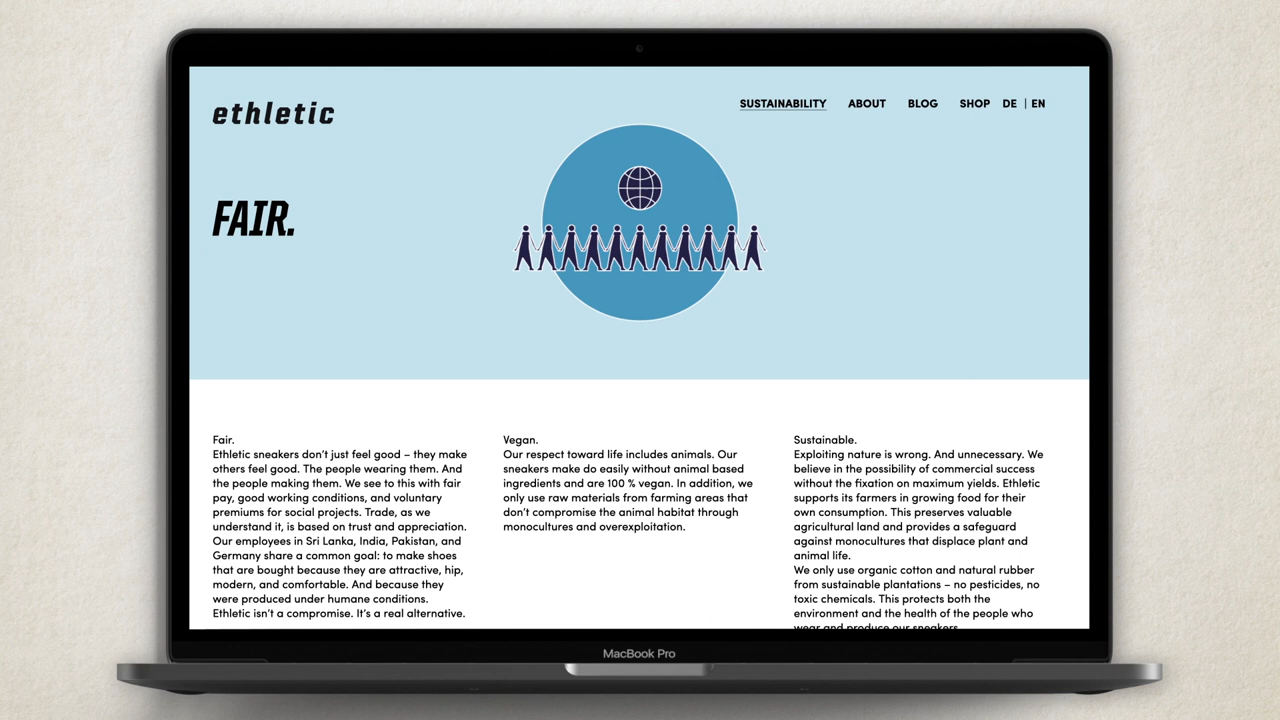 ethletic
SUSTAINABILITY ABOUT BLOG SHOP DE | EN
FAIR.
Fair.
Ethletic sneakers don't just feel good – they make
others feel good. The people wearing them. And
the people making them. We see to this with fair
pay, good working conditions, and voluntary
premiums for social projects. Trade, as we
understand it, is based on trust and appreciation.
Our employees in Sri Lanka, India, Pakistan, and
Germany share a common goal: to make shoes
that are bought because they are attractive, hip,
modern, and comfortable. And because they
were produced under humane conditions.
Ethletic isn't a compromise. It's a real alternative.
Vegan.
Our respect toward life includes animals. Our
sneakers make do easily without animal based
ingredients and are 100 % vegan. In addition, we
only use raw materials from farming areas that
don't compromise the animal habitat through
monocultures and overexploitation.
Sustainable.
Exploiting nature is wrong. And unnecessary. We
believe in the possibility of commercial success
without the fixation on maximum yields. Ethletic
supports its farmers in growing food for their
own consumption. This preserves valuable
agricultural land and provides a safeguard
against monocultures that displace plant and
animal life.
We only use organic cotton and natural rubber
from sustainable plantations – no pesticides, no
toxic chemicals. This protects both the
environment and the health of the people who
wear and produce our sneakers.
MacBook Pro